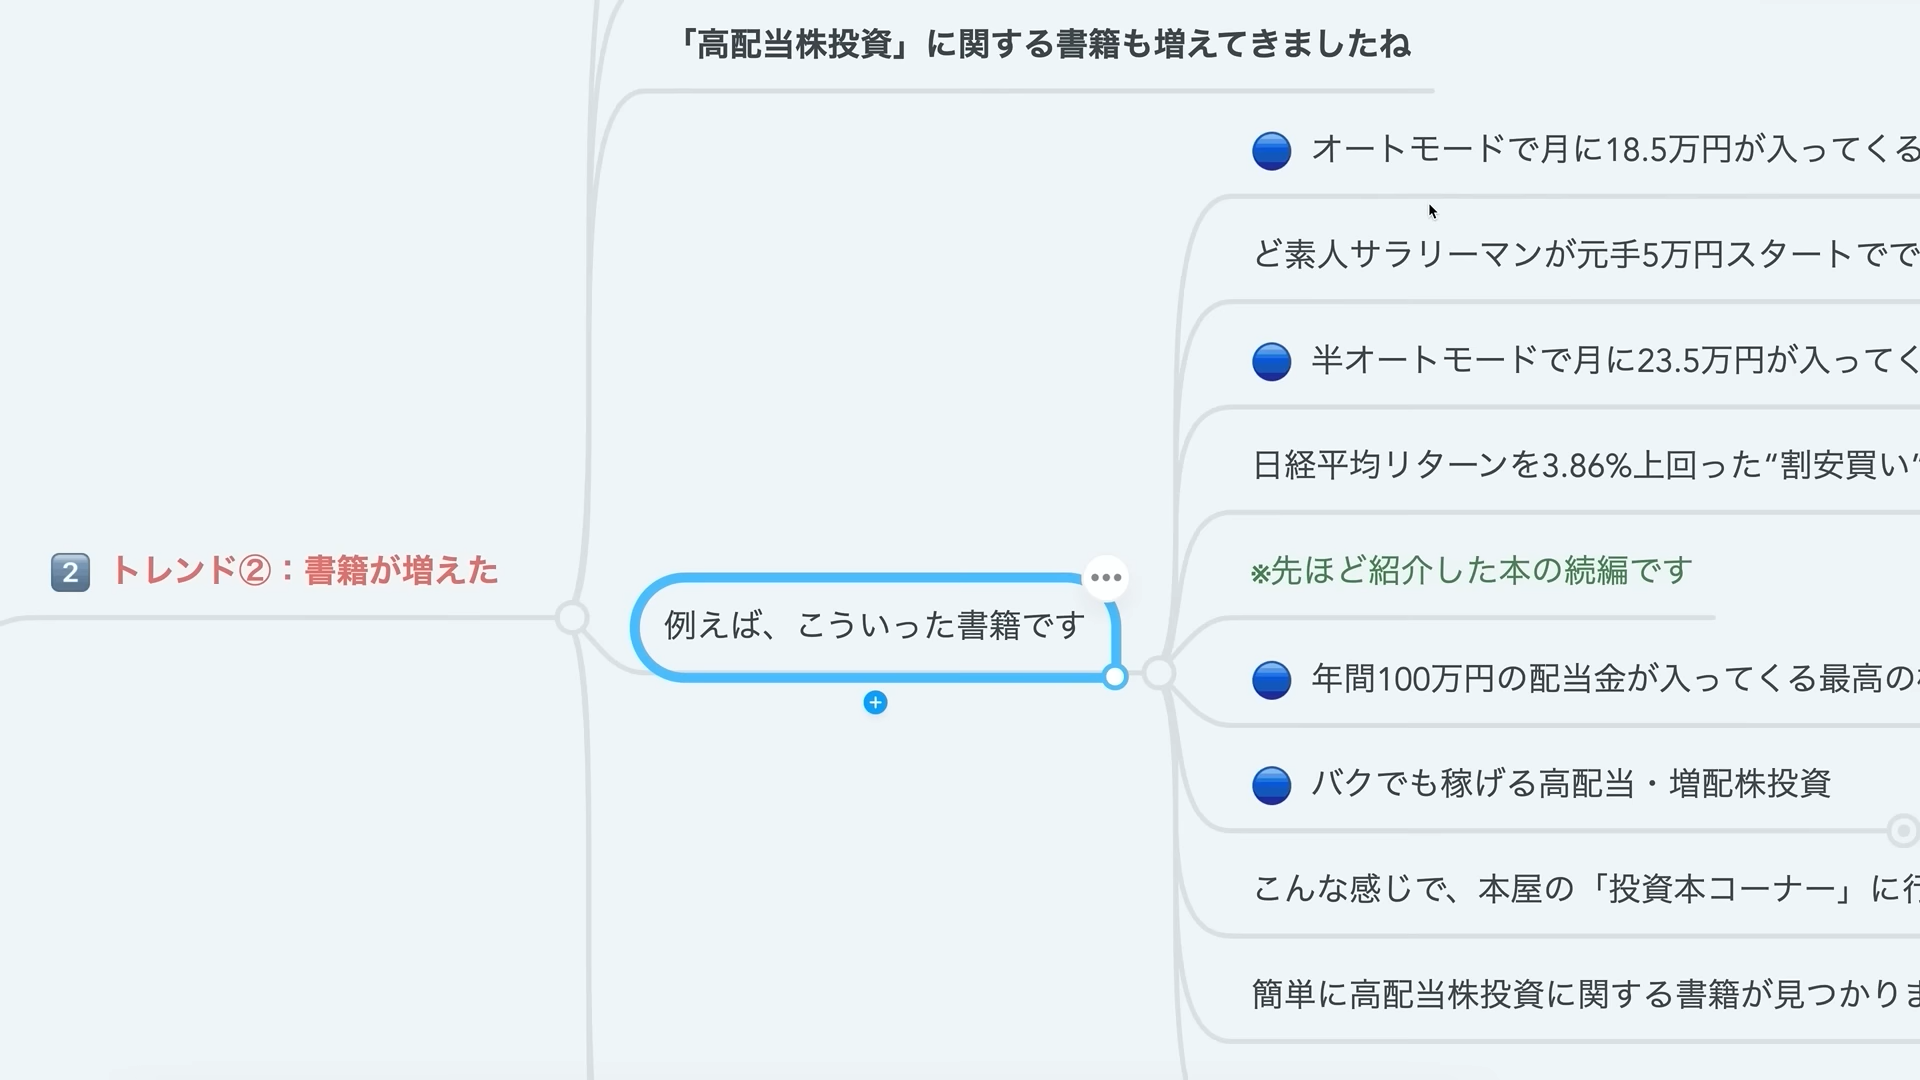 「高配当株投資」に関する書籍も増えてきましたね
オートモードで月に18.5万円が入ってくる
ど素人サラリーマンが元手5万円スタートでで
半オートモードで月に23.5万円が入ってく
日経平均リターンを3.86%上回った“割安買い”
※先ほど紹介した本の続編です
2 トレンド②：書籍が増えた
例えば、こういった書籍です
年間100万円の配当金が入ってくる最高の
バクでも稼げる高配当・増配株投資
こんな感じで、本屋の「投資本コーナー」に行
簡単に高配当株投資に関する書籍が見つかりま